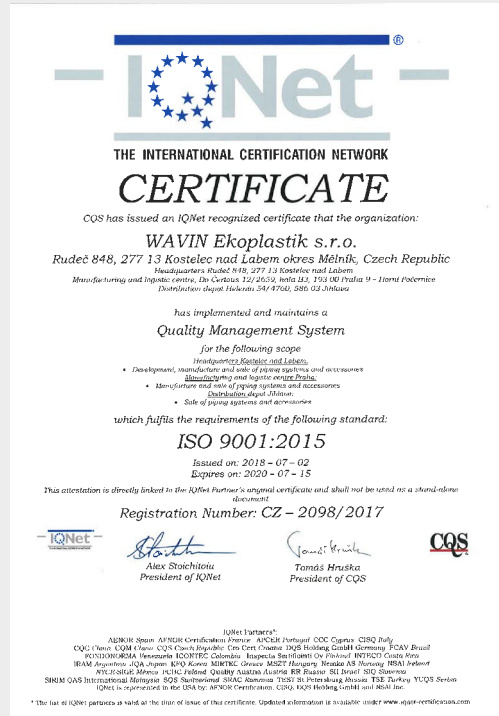 IQNet
®
THE INTERNATIONAL CERTIFICATION NETWORK
CERTIFICATE
CQS has issued an IQNet recognized certificate that the organization:
WAVIN Ekoplastik s.r.o.
Rudeč 848, 277 13 Kostelec nad Labem okres Mělník, Czech Republic
Headquarters Rudeč 848, 277 13 Kostelec nad Labem
Manufacturing and logistic centre, Do Čertous 12/2659, hala B3, 193 00 Praha 9 – Horní Počernice
Distribution depot Helenín 54/4760, 586 03 Jihlava
has implemented and maintains a
Quality Management System
for the following scope
Headquarters Kostelec nad Labem:
• Development, manufacture and sale of piping systems and accessories
Manufacturing and logistic centre Praha:
• Manufacture and sale of piping systems and accessories
Distribution depot Jihlava:
• Sale of piping systems and accessories
which fulfils the requirements of the following standard:
ISO 9001:2015
Issued on: 2018 – 07 – 02
Expires on: 2020 – 07 – 15
This attestation is directly linked to the IQNet Partner's original certificate and shall not be used as a stand-alone
document
Registration Number: CZ – 2098/2017
IQNet
CQS
Alex Stoichitoiu
President of IQNet
Tomáš Hruška
President of CQS
IQNet Partners*:
AENOR Spain AFNOR Certification France APCER Portugal CCC Cyprus CISQ Italy
CQC China CQM China CQS Czech Republic Cro Cert Croatia DQS Holding GmbH Germany FCAV Brazil
FONDONORMA Venezuela ICONTEC Colombia Inspecta Sertifiointi Oy Finland INTECO Costa Rica
IRAM Argentina JQA Japan KFQ Korea MIRTEC Greece MSZT Hungary Nemko AS Norway NSAI Ireland
NYCE-SIGE México PCBC Poland Quality Austria Austria RR Russia SII Israel SIQ Slovenia
SIRIM QAS International Malaysia SQS Switzerland SRAC Romania TEST St Petersburg Russia TSE Turkey YUQS Serbia
IQNet is represented in the USA by: AFNOR Certification, CISQ, DQS Holding GmbH and NSAI Inc.
* The list of IQNet partners is valid at the time of issue of this certificate. Updated information is available under www.iqnet-certification.com